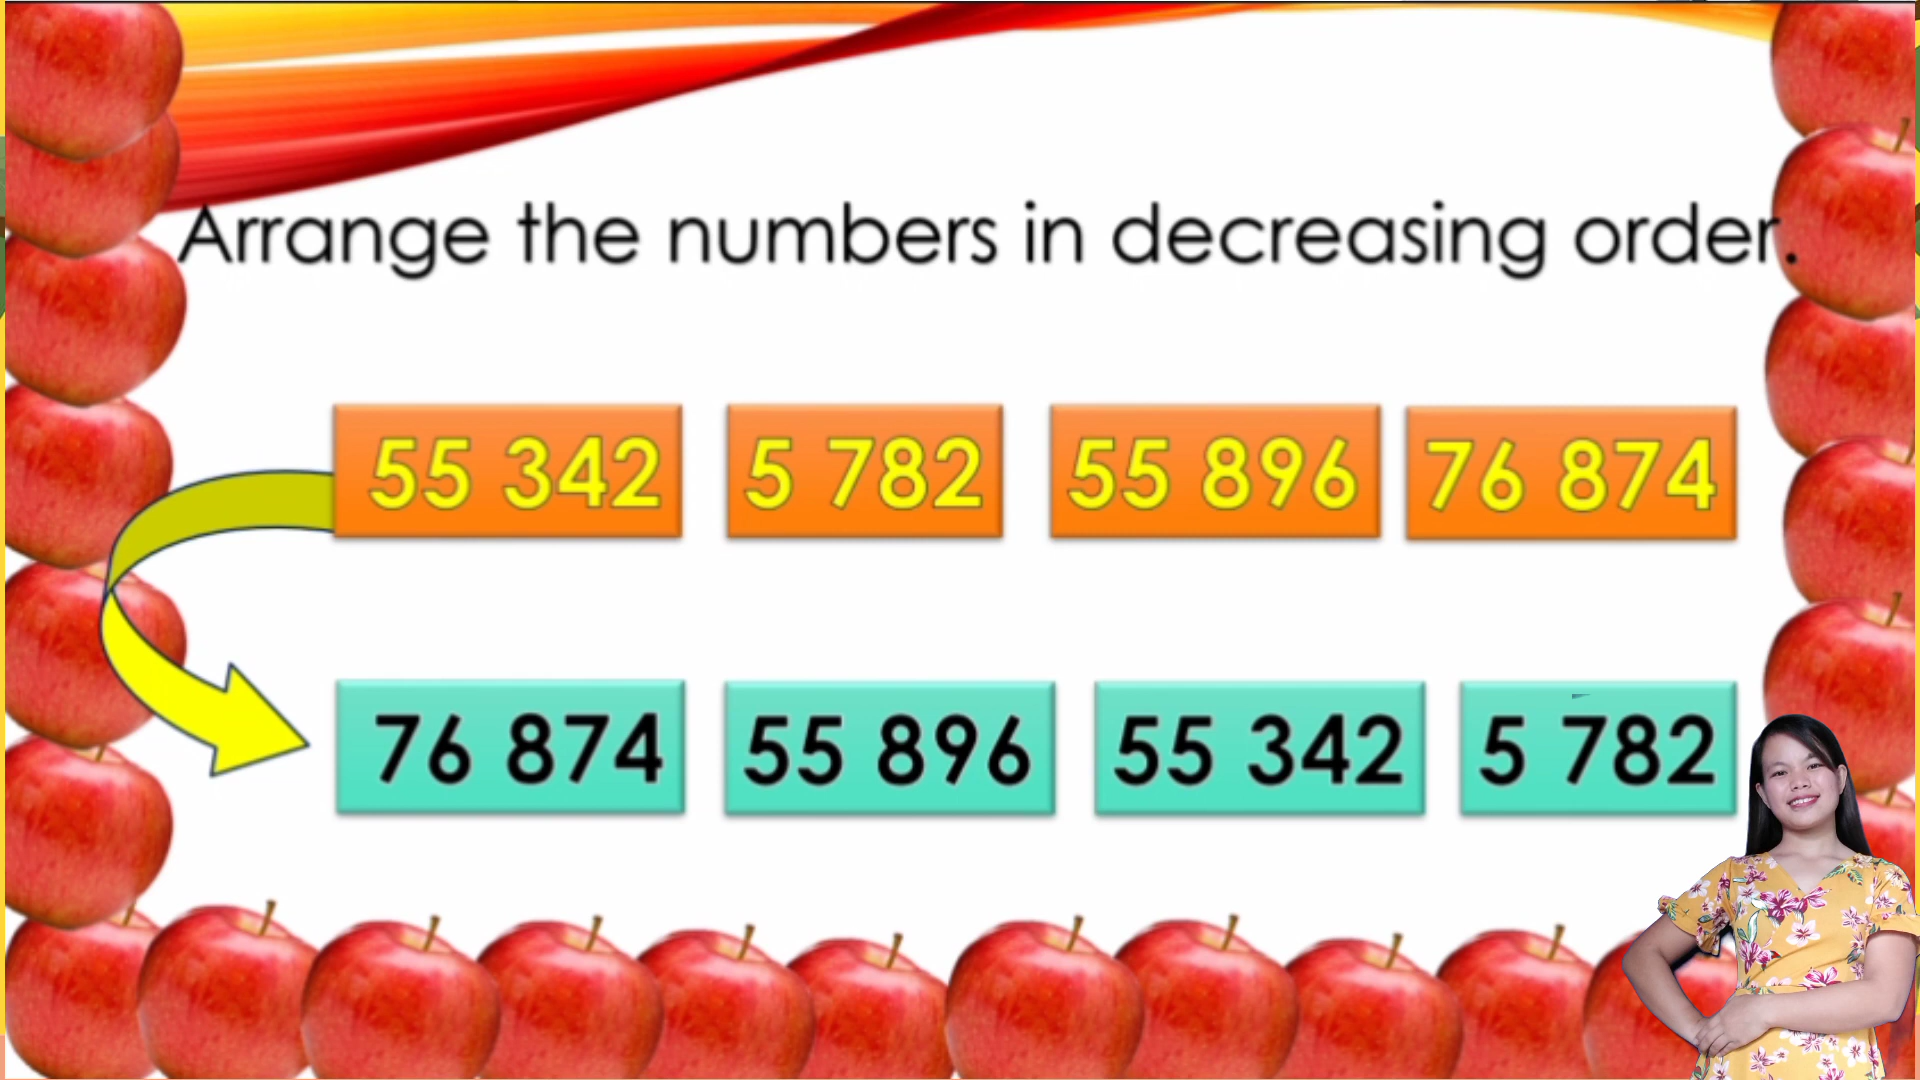 Arrange the numbers in decreasing order.
55 342 5 782 55 896 76 874
76 874 55 896 55 342 5 782